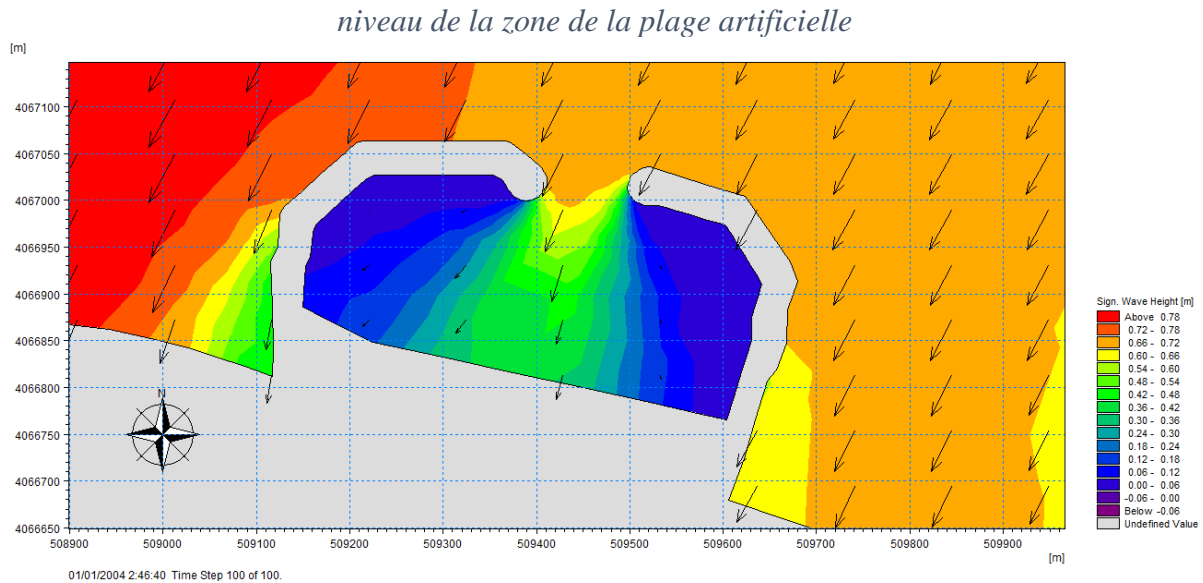 niveau de la zone de la plage artificielle
[m]
4067100
4067050
4067000
4066950
4066900
4066850
4066800
4066750
4066700
4066650
N
508900 509000 509100 509200 509300 509400 509500 509600 509700 509800 509900
[m]
Sign. Wave Height [m]
Above 0.78
0.72 - 0.78
0.66 - 0.72
0.60 - 0.66
0.54 - 0.60
0.48 - 0.54
0.42 - 0.48
0.36 - 0.42
0.30 - 0.36
0.24 - 0.30
0.18 - 0.24
0.12 - 0.18
0.06 - 0.12
0.00 - 0.06
-0.06 - 0.00
Below -0.06
Undefined Value
01/01/2004 2:46:40 Time Step 100 of 100.